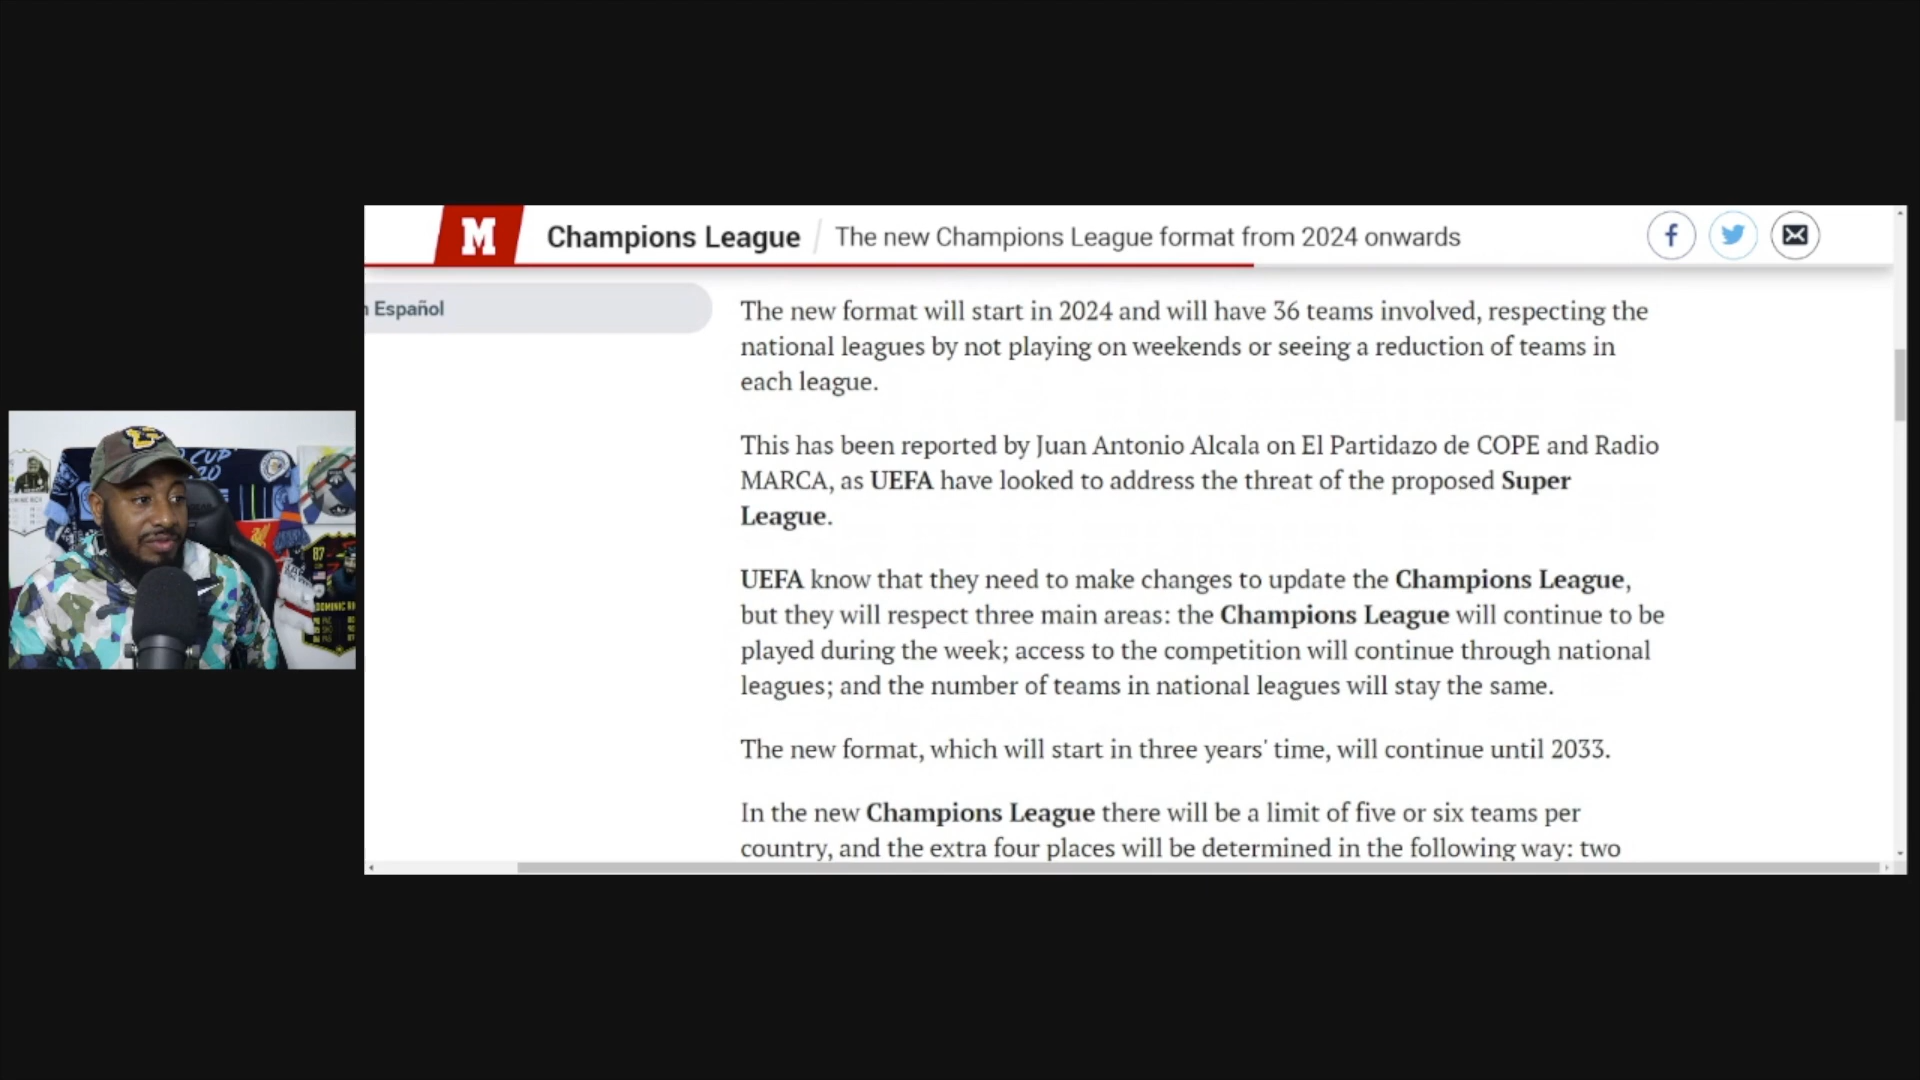 M
Champions League
The new Champions League format from 2024 onwards
f
n Español
The new format will start in 2024 and will have 36 teams involved, respecting the
national leagues by not playing on weekends or seeing a reduction of teams in
each league.
This has been reported by Juan Antonio Alcala on El Partidazo de COPE and Radio
MARCA, as UEFA have looked to address the threat of the proposed Super
League.
UEFA know that they need to make changes to update the Champions League,
but they will respect three main areas: the Champions League will continue to be
played during the week; access to the competition will continue through national
leagues; and the number of teams in national leagues will stay the same.
The new format, which will start in three years' time, will continue until 2033.
In the new Champions League there will be a limit of five or six teams per
country, and the extra four places will be determined in the following way: two
CUP
20
87
DOMINIC